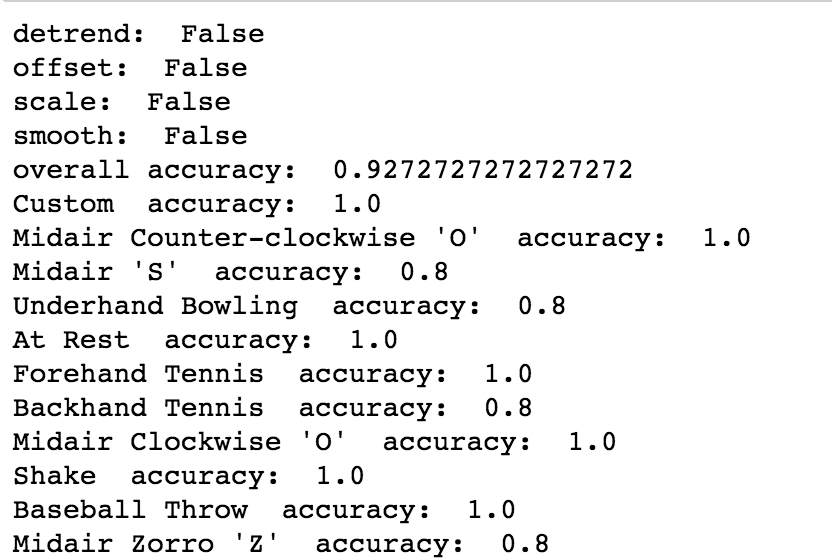 detrend:  False
offset:  False
scale:  False
smooth:  False
overall accuracy:  0.9272727272727272
Custom  accuracy:  1.0
Midair Counter-clockwise 'O'  accuracy:  1.0
Midair 'S'  accuracy:  0.8
Underhand Bowling  accuracy:  0.8
At Rest  accuracy:  1.0
Forehand Tennis  accuracy:  1.0
Backhand Tennis  accuracy:  0.8
Midair Clockwise 'O'  accuracy:  1.0
Shake  accuracy:  1.0
Baseball Throw  accuracy:  1.0
Midair Zorro 'Z'  accuracy:  0.8